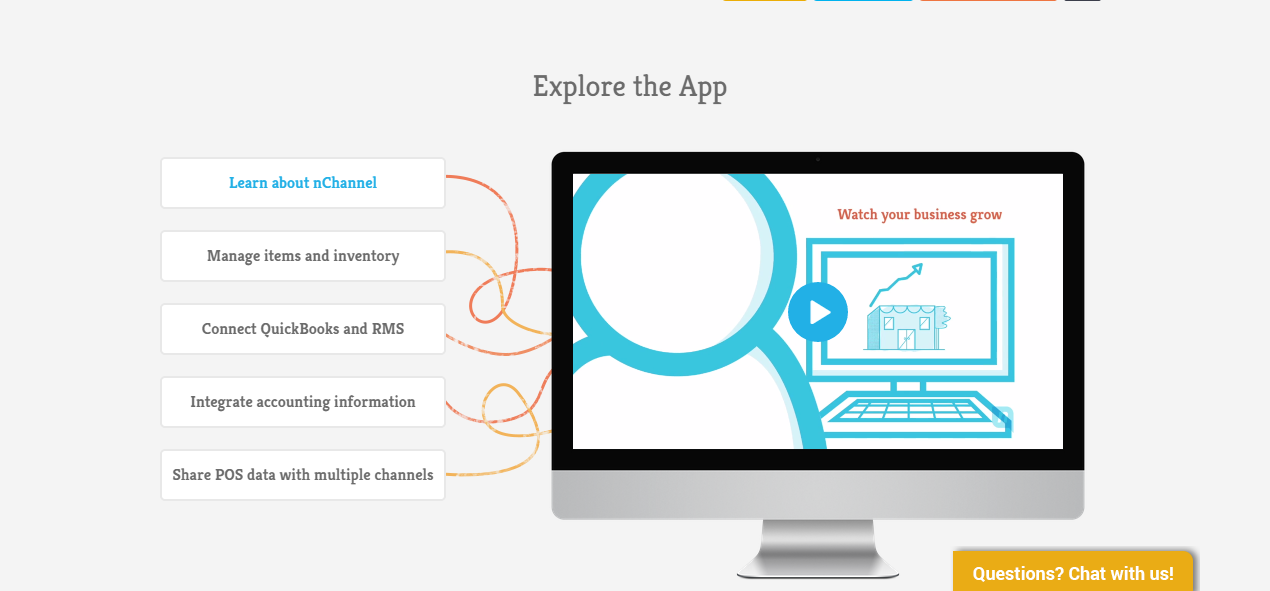 Explore the App
Learn about nChannel
Manage items and inventory
Connect QuickBooks and RMS
Integrate accounting information
Share POS data with multiple channels
Watch your business grow
Questions? Chat with us!